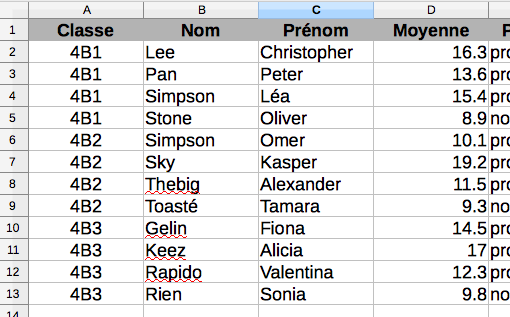 A B C D
1 Classe Nom Prénom Moyenne P
2 4B1 Lee Christopher 16.3 pro
3 4B1 Pan Peter 13.6 pro
4 4B1 Simpson Léa 15.4 pro
5 4B1 Stone Oliver 8.9 no
6 4B2 Simpson Omer 10.1 pro
7 4B2 Sky Kasper 19.2 pro
8 4B2 Thebig Alexander 11.5 pro
9 4B2 Toasté Tamara 9.3 no
10 4B3 Gelin Fiona 14.5 pro
11 4B3 Keez Alicia 17 pro
12 4B3 Rapido Valentina 12.3 pro
13 4B3 Rien Sonia 9.8 no
14